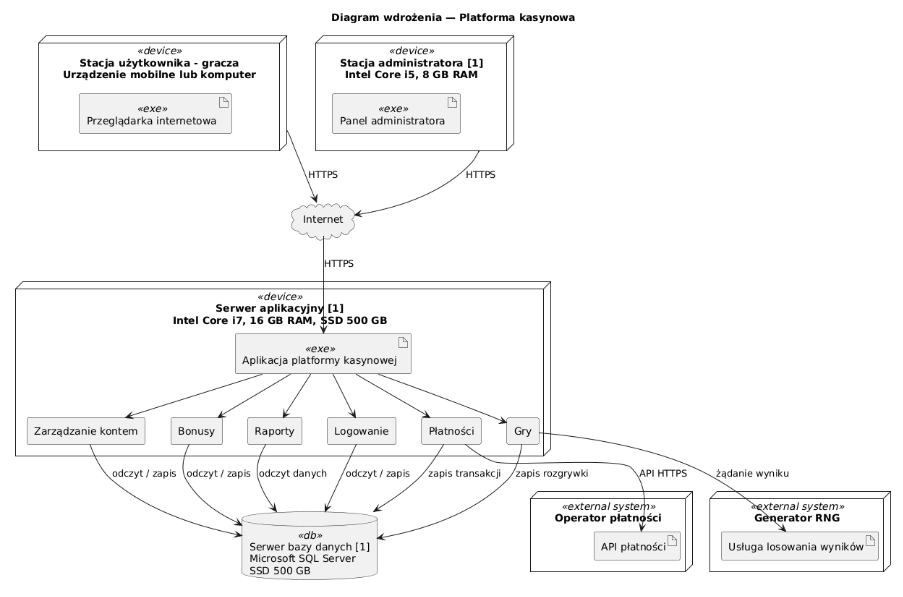 Diagram wdrożenia — Platforma kasynowa
«device»
Stacja użytkownika - gracza
Urządzenie mobilne lub komputer
«exe»
Przeglądarka internetowa
«device»
Stacja administratora [1]
Intel Core i5, 8 GB RAM
«exe»
Panel administratora
HTTPS
HTTPS
Internet
HTTPS
«device»
Serwer aplikacyjny [1]
Intel Core i7, 16 GB RAM, SSD 500 GB
«exe»
Aplikacja platformy kasynowej
Zarządzanie kontem
Bonusy
Raporty
Logowanie
Płatności
Gry
odczyt / zapis
odczyt / zapis
odczyt danych
odczyt / zapis
zapis transakcji
zapis rozgrywki
API HTTPS
żądanie wyniku
«db»
Serwer bazy danych [1]
Microsoft SQL Server
SSD 500 GB
«external system»
Operator płatności
API płatności
«external system»
Generator RNG
Usługa losowania wyników